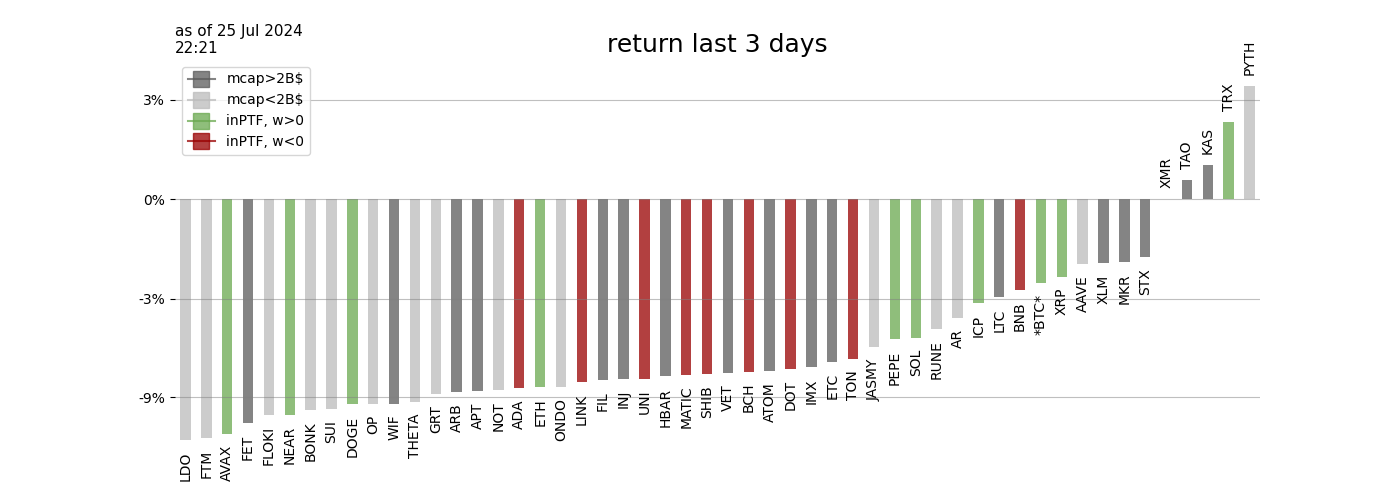 as of 25 Jul 2024
22:21
return last 3 days
mcap>2B$
mcap<2B$
inPTF, w>0
inPTF, w<0
3%
0%
-3%
-9%
LDO
FTM
AVAX
FET
FLOKI
NEAR
BONK
SUI
DOGE
OP
WIF
THETA
GRT
ARB
APT
NOT
ADA
ETH
ONDO
LINK
FIL
INJ
UNI
HBAR
MATIC
SHIB
VET
BCH
ATOM
DOT
IMX
ETC
TON
JASMY
PEPE
SOL
RUNE
AR
ICP
LTC
BNB
*BTC*
XRP
AAVE
XLM
MKR
STX
XMR
TAO
KAS
TRX
PYTH